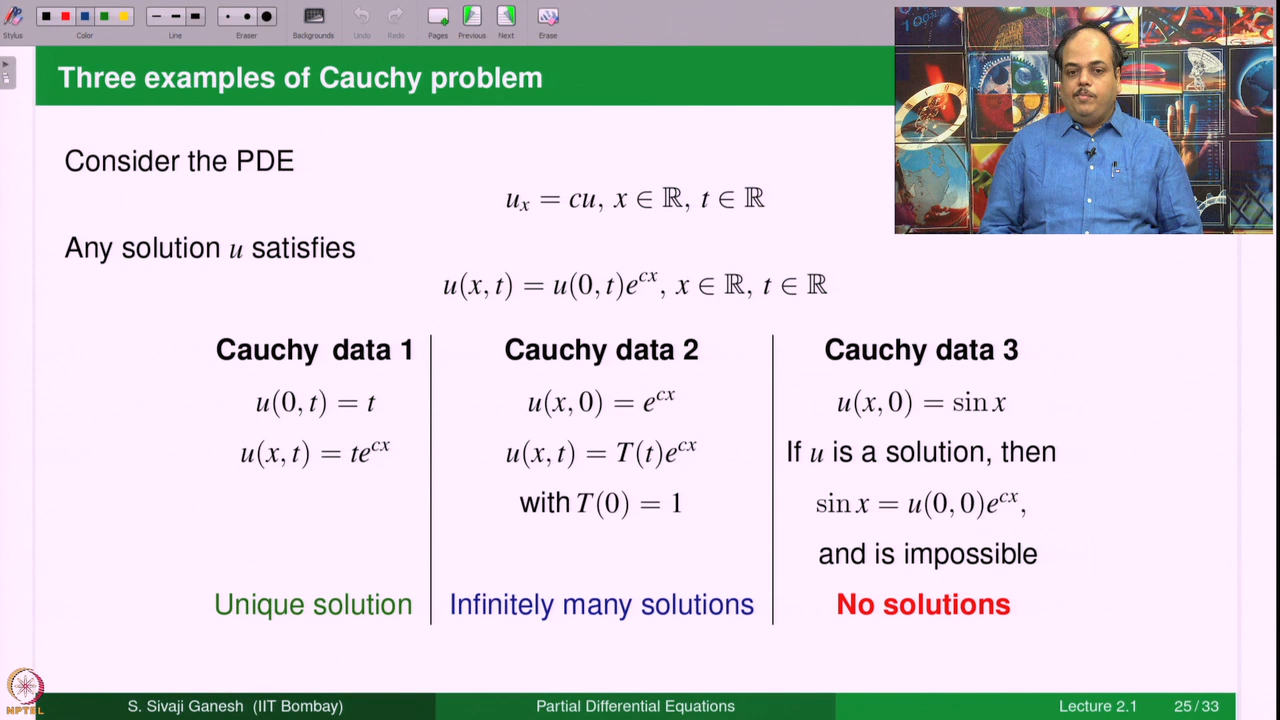 Stylus
Color
Line
Eraser
Backgrounds
Undo
Redo
Pages
Previous
Next
Erase
Three examples of Cauchy problem
Consider the PDE
uₓ = cu, x ∈ ℝ, t ∈ ℝ
Any solution u satisfies
u(x, t) = u(0, t)e^{cx}, x ∈ ℝ, t ∈ ℝ
Cauchy data 1
u(0, t) = t
u(x, t) = te^{cx}
Unique solution
Cauchy data 2
u(x, 0) = e^{cx}
u(x, t) = T(t)e^{cx}
with T(0) = 1
Infinitely many solutions
Cauchy data 3
u(x, 0) = sin x
If u is a solution, then
sin x = u(0, 0)e^{cx},
and is impossible
No solutions
NPTEL
S. Sivaji Ganesh (IIT Bombay)
Partial Differential Equations
Lecture 2.1
25/33